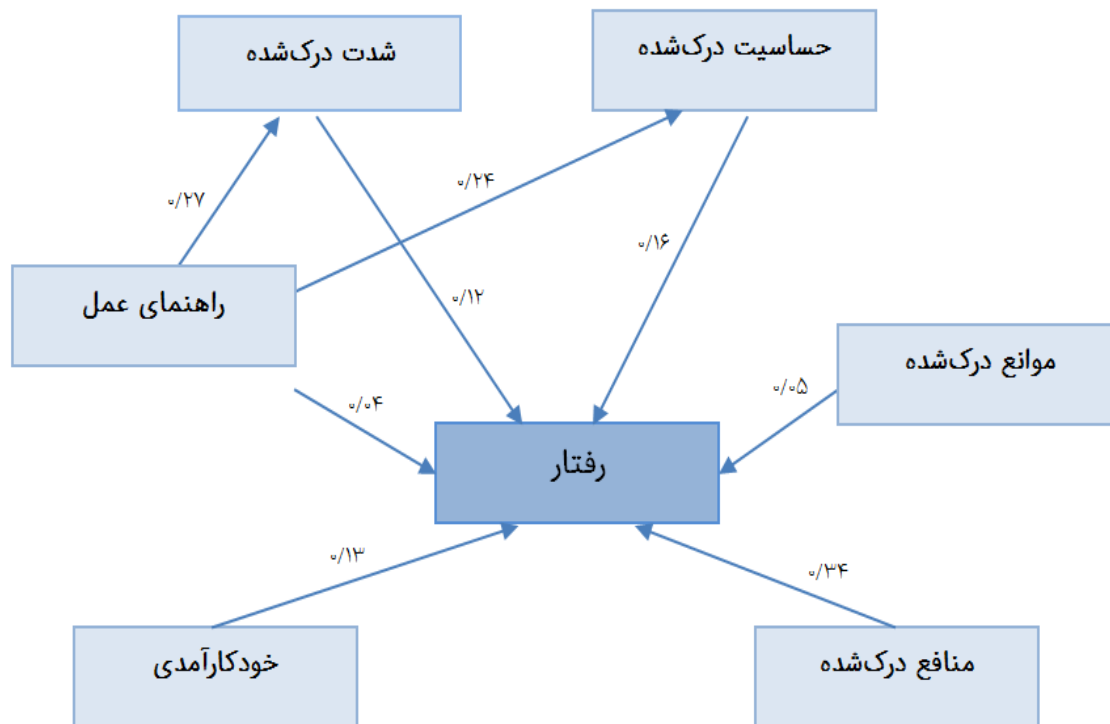 حساسیت درک‌شده
شدت درک‌شده
۰/۲۴
۰/۲۷
۰/۱۶
راهنمای عمل
۰/۱۲
موانع درک‌شده
۰/۰۵
۰/۰۴
رفتار
۰/۱۳
۰/۳۴
منافع درک‌شده
خودکارآمدی